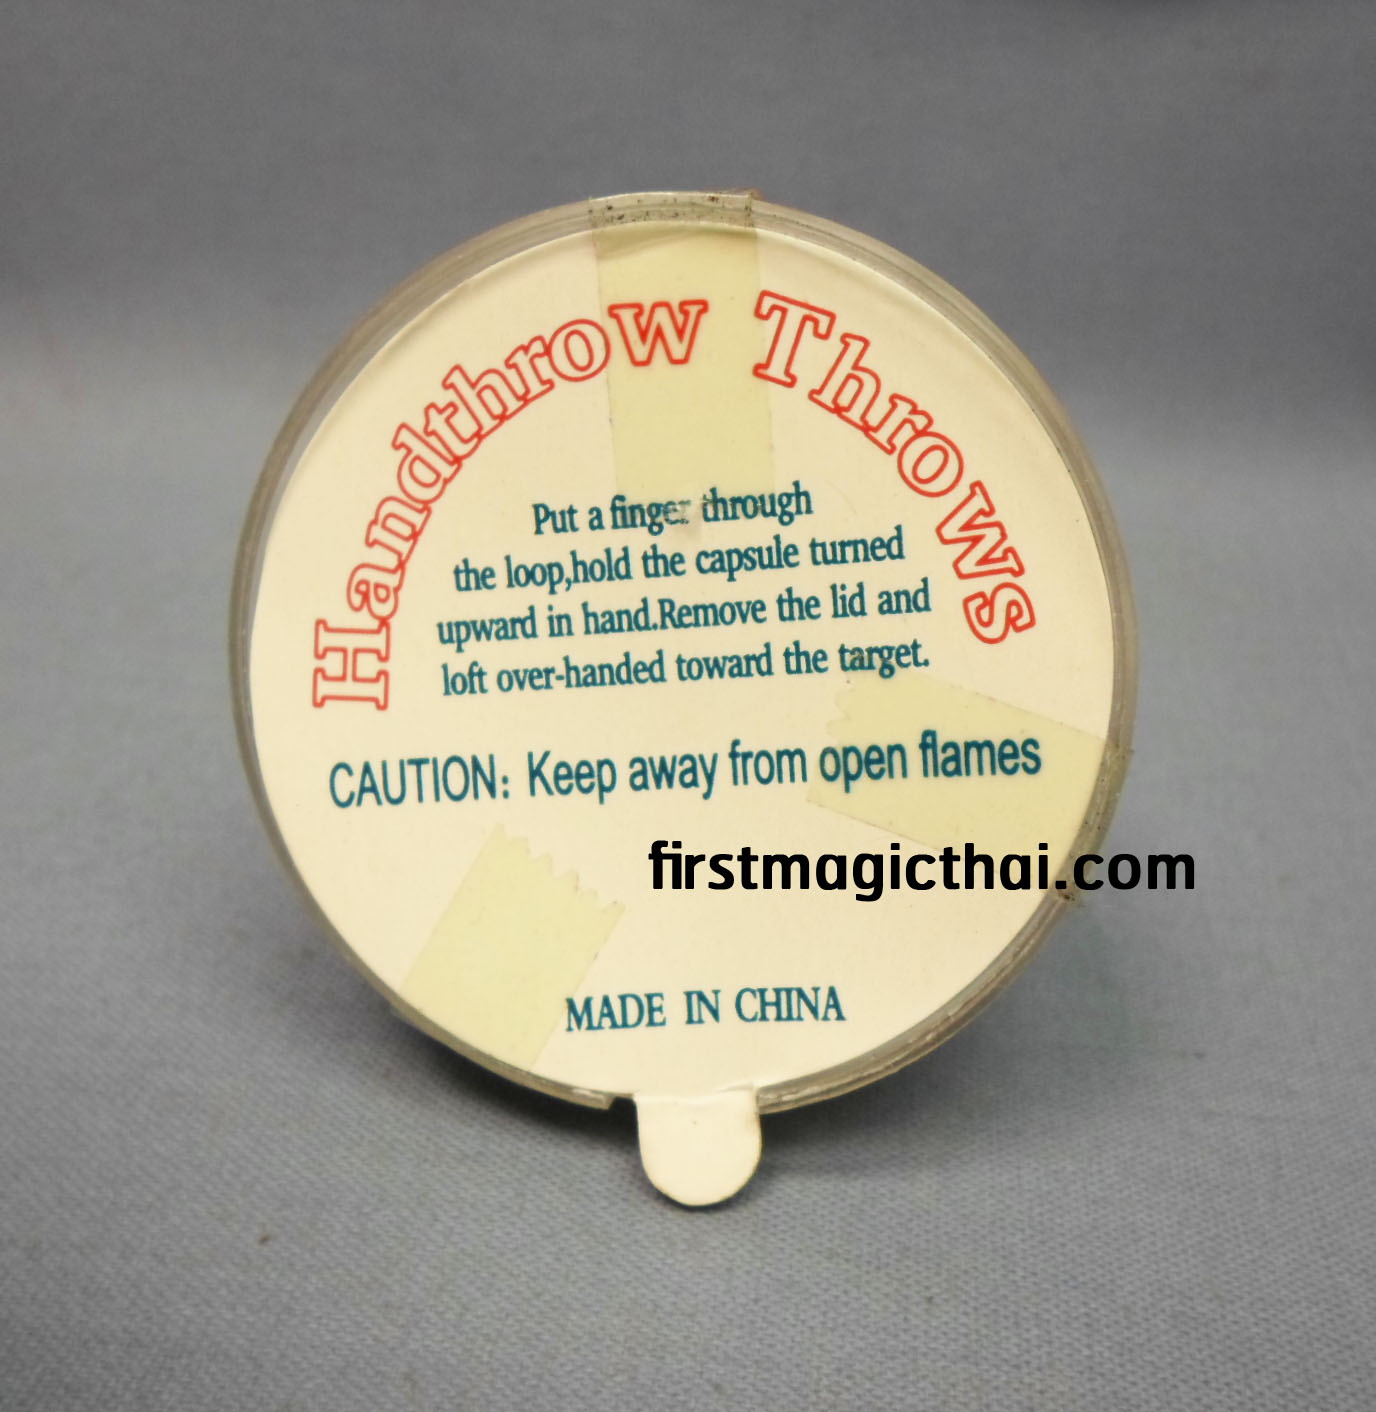 Handthrow Throws
Put a finger through
the loop,hold the capsule turned
upward in hand.Remove the lid and
loft over-handed toward the target.
CAUTION: Keep away from open flames
firstmagicthai.com
MADE IN CHINA